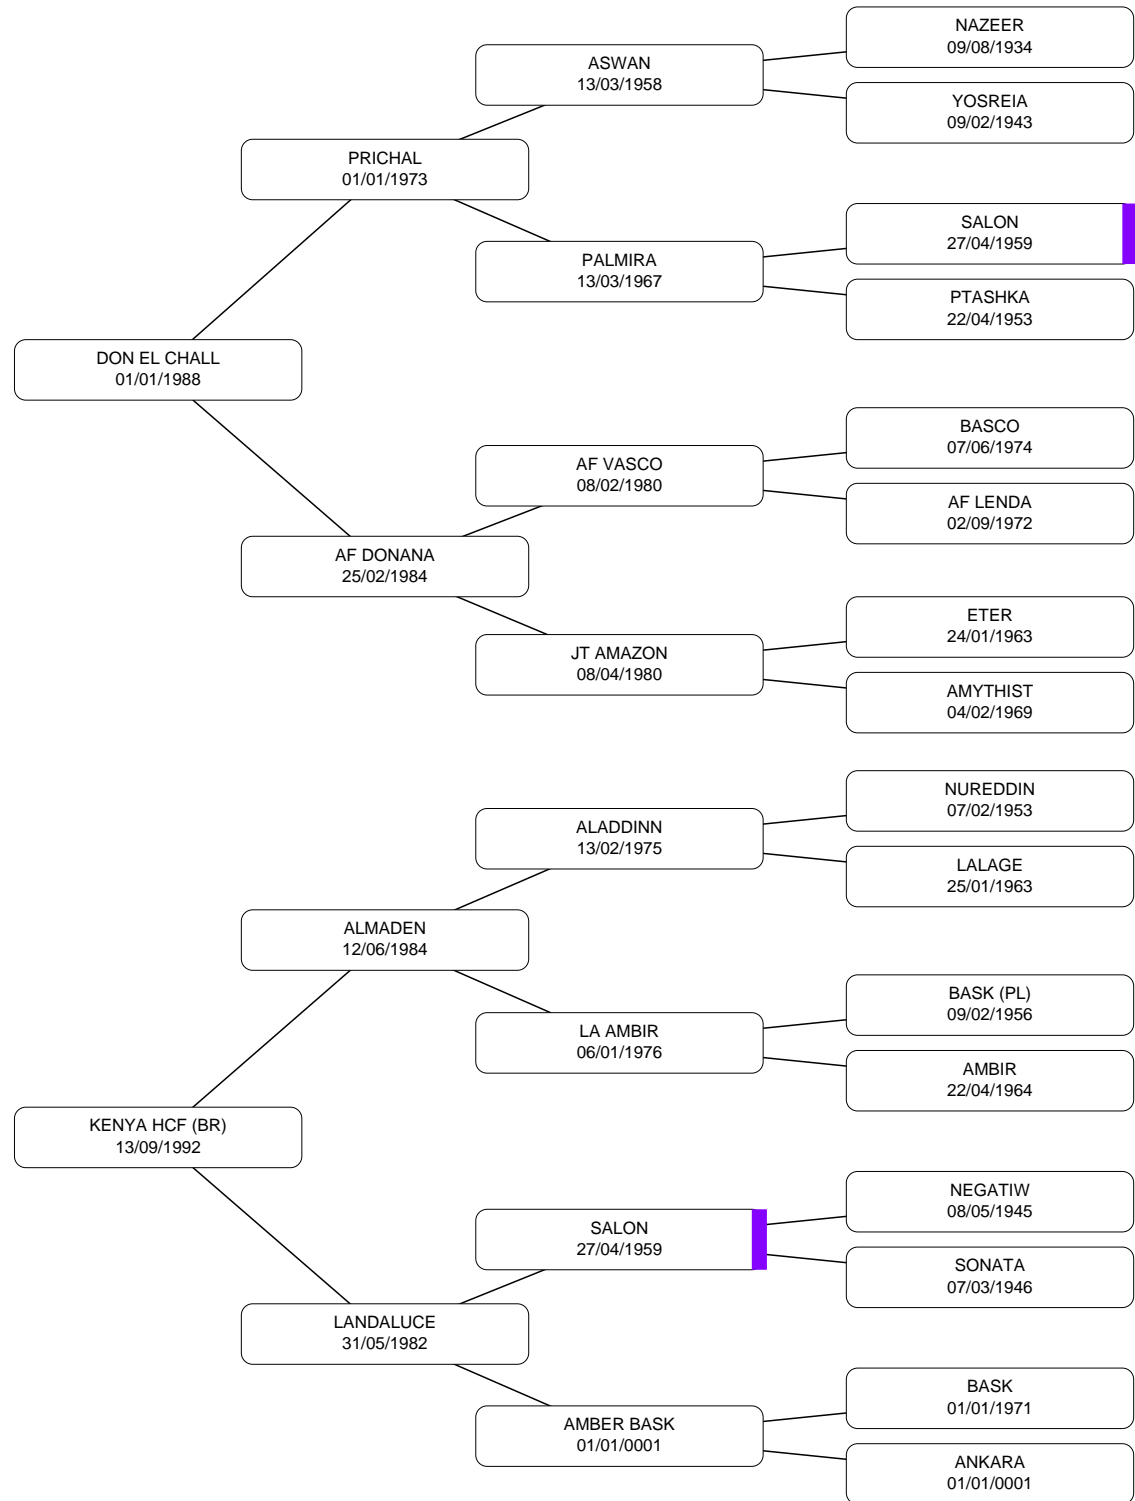 NAZEER
09/08/1934
ASWAN
13/03/1958
YOSREIA
09/02/1943
PRICHAL
01/01/1973
SALON
27/04/1959
PALMIRA
13/03/1967
PTASHKA
22/04/1953
DON EL CHALL
01/01/1988
BASCO
07/06/1974
AF VASCO
08/02/1980
AF LENDA
02/09/1972
AF DONANA
25/02/1984
ETER
24/01/1963
JT AMAZON
08/04/1980
AMYTHIST
04/02/1969
NUREDDIN
07/02/1953
ALADDINN
13/02/1975
LALAGE
25/01/1963
ALMADEN
12/06/1984
BASK (PL)
09/02/1956
LA AMBIR
06/01/1976
AMBIR
22/04/1964
KENYA HCF (BR)
13/09/1992
NEGATIW
08/05/1945
SALON
27/04/1959
SONATA
07/03/1946
LANDALUCE
31/05/1982
BASK
01/01/1971
AMBER BASK
01/01/0001
ANKARA
01/01/0001